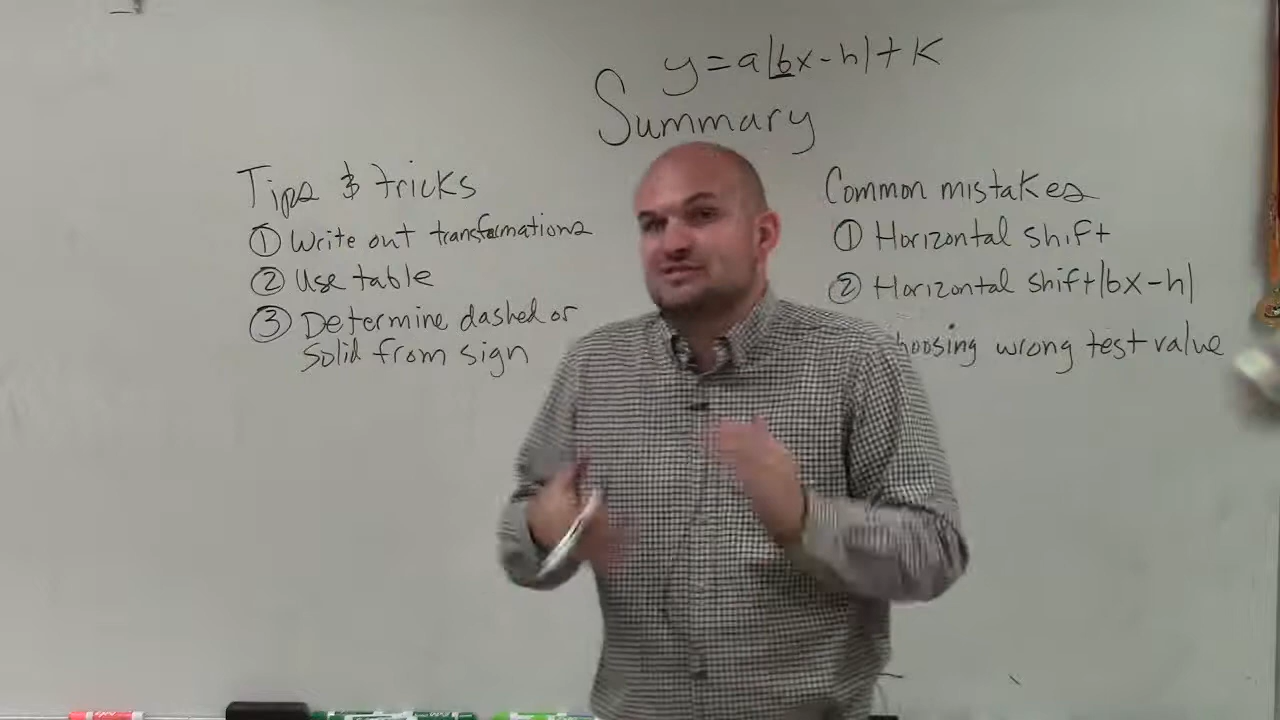 y=a|bx-h|+k
Summary
Tips & tricks
① Write out transformations
② Use table
③ Determine dashed or
solid from sign
Common mistakes
① Horizontal shift
② Horizontal shift|bx-h|
hoosing wrong test value